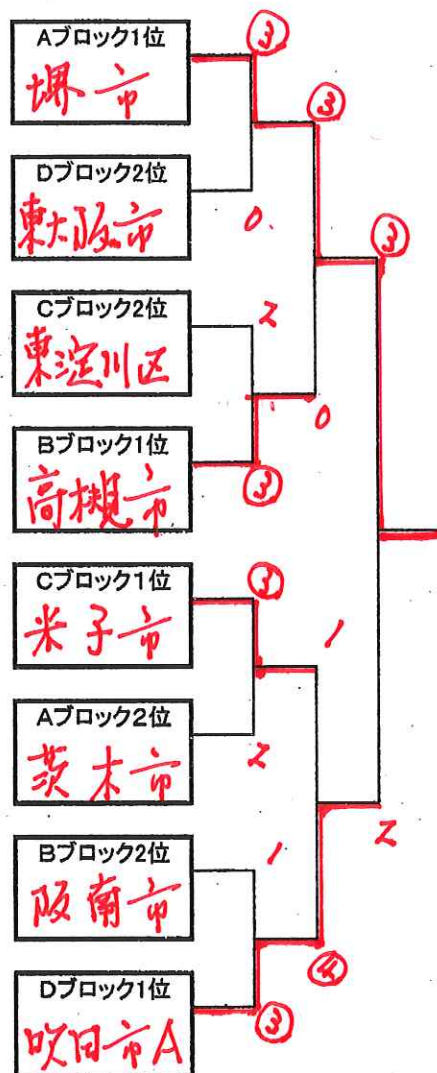 Aブロック1位
③
堺市
③
Dブロック2位
③
東大阪市
0.
Cブロック2位
2
東淀川区
Bブロック1位
0
高槻市
③
Cブロック1位
③
米子市
1
Aブロック2位
茨木市
2
Bブロック2位
1
2
阪南市
④
Dブロック1位
③
吹田市A